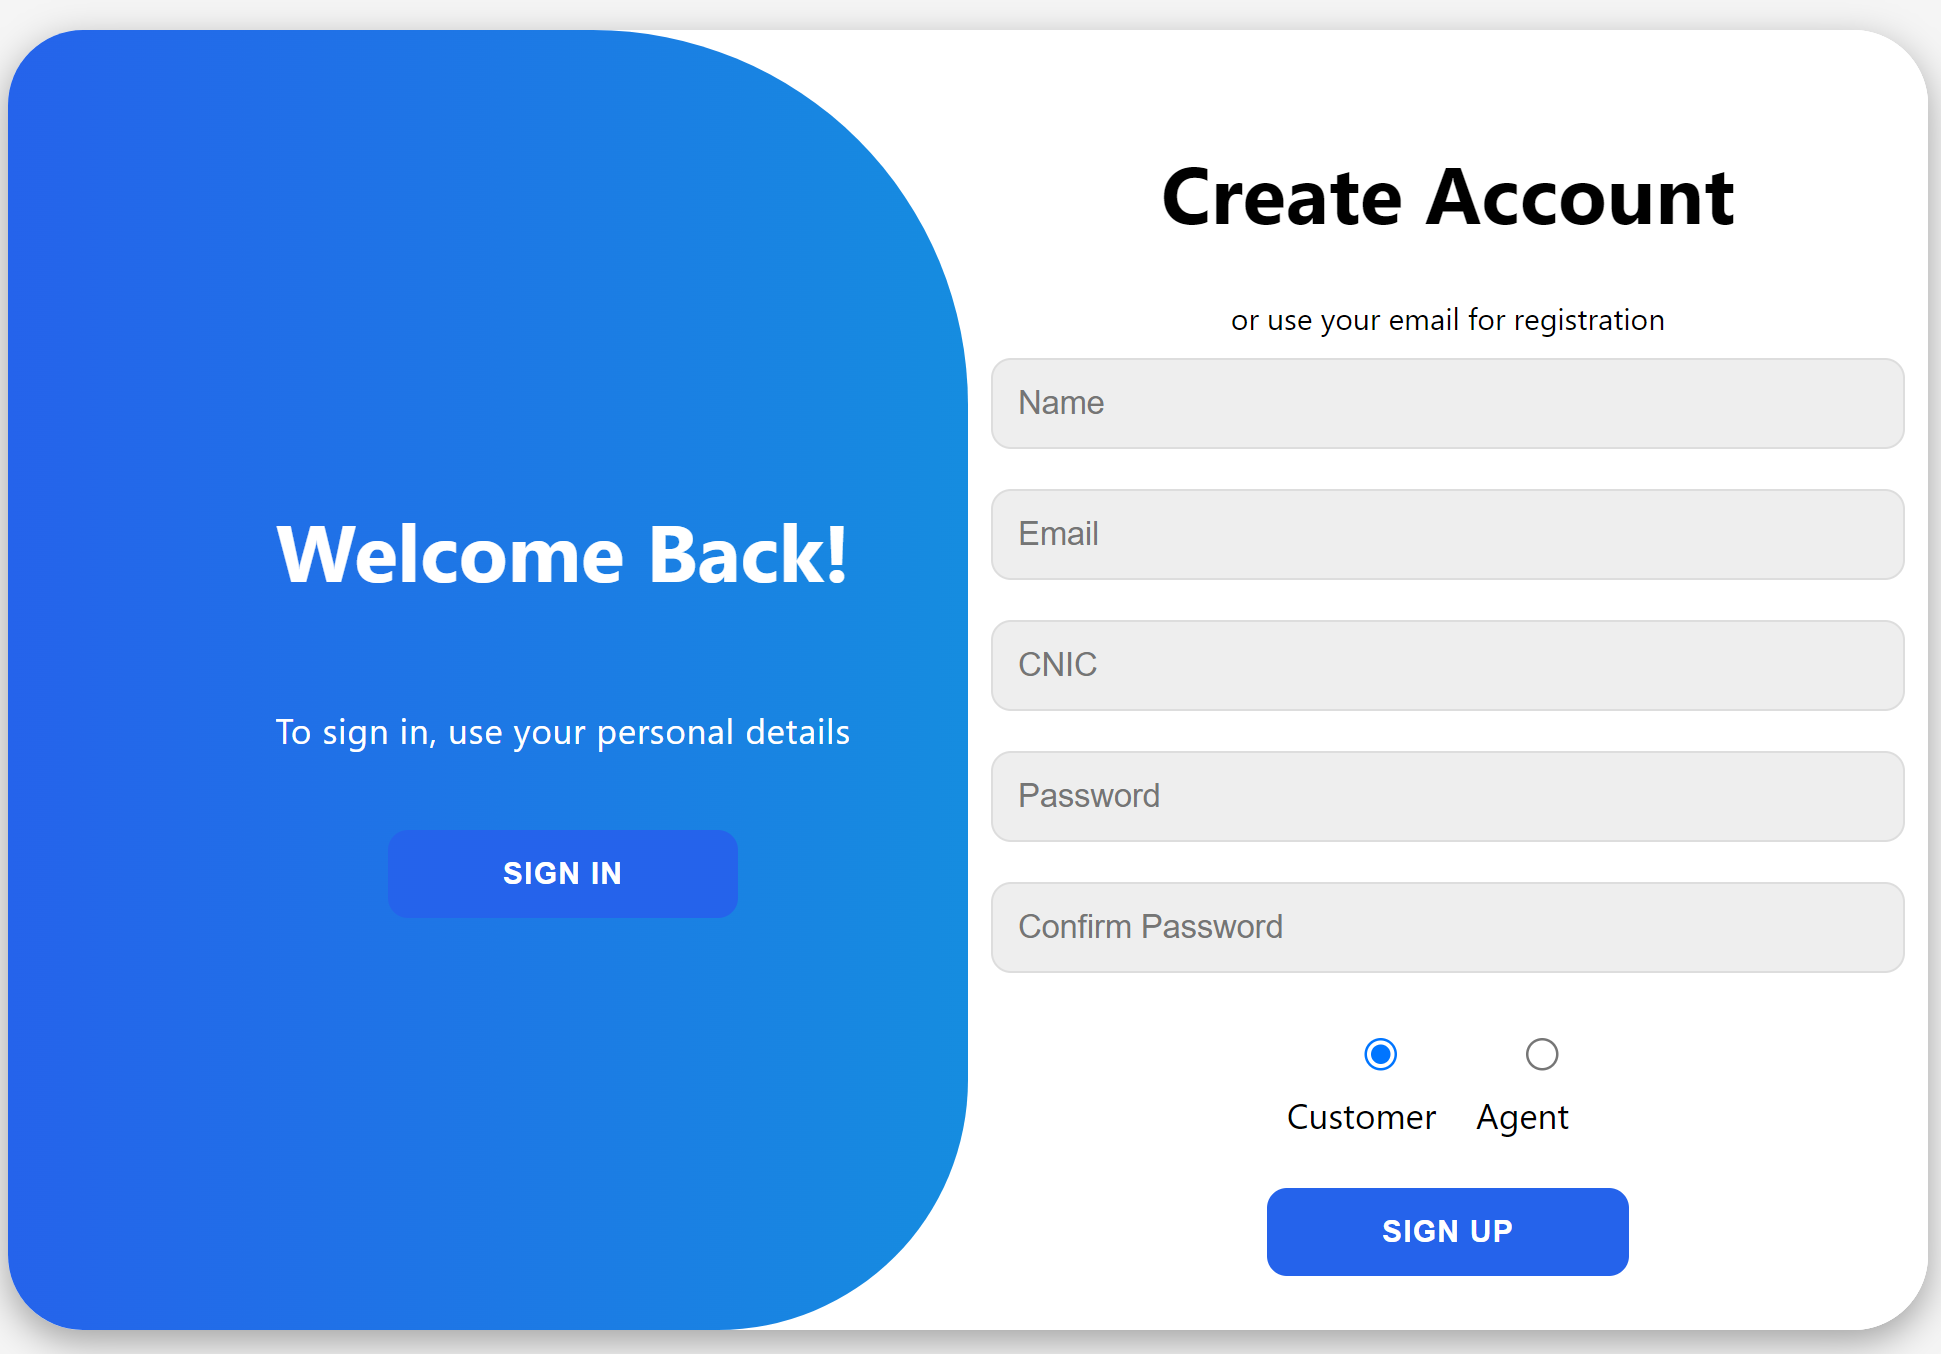 Welcome Back!
To sign in, use your personal details
SIGN IN
Create Account
or use your email for registration
Name
Email
CNIC
Password
Confirm Password
Customer Agent
SIGN UP